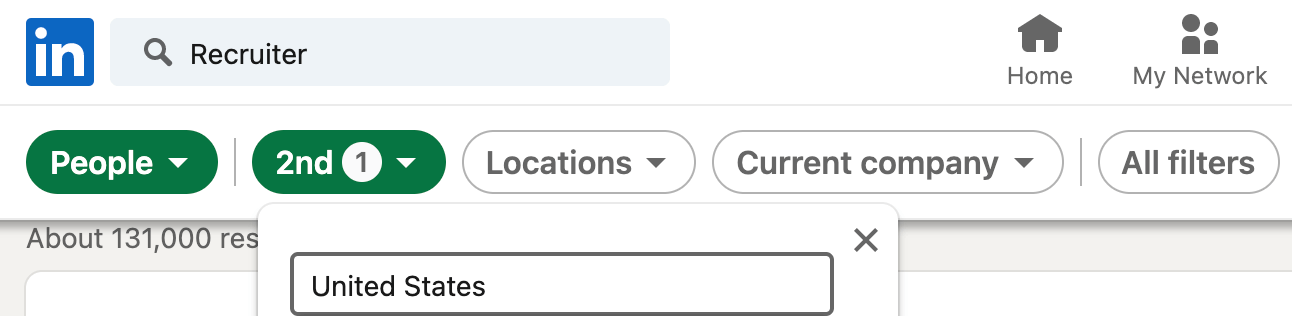 in
Recruiter
Home
My Network
People
2nd 1
Locations
Current company
All filters
About 131,000 res
United States